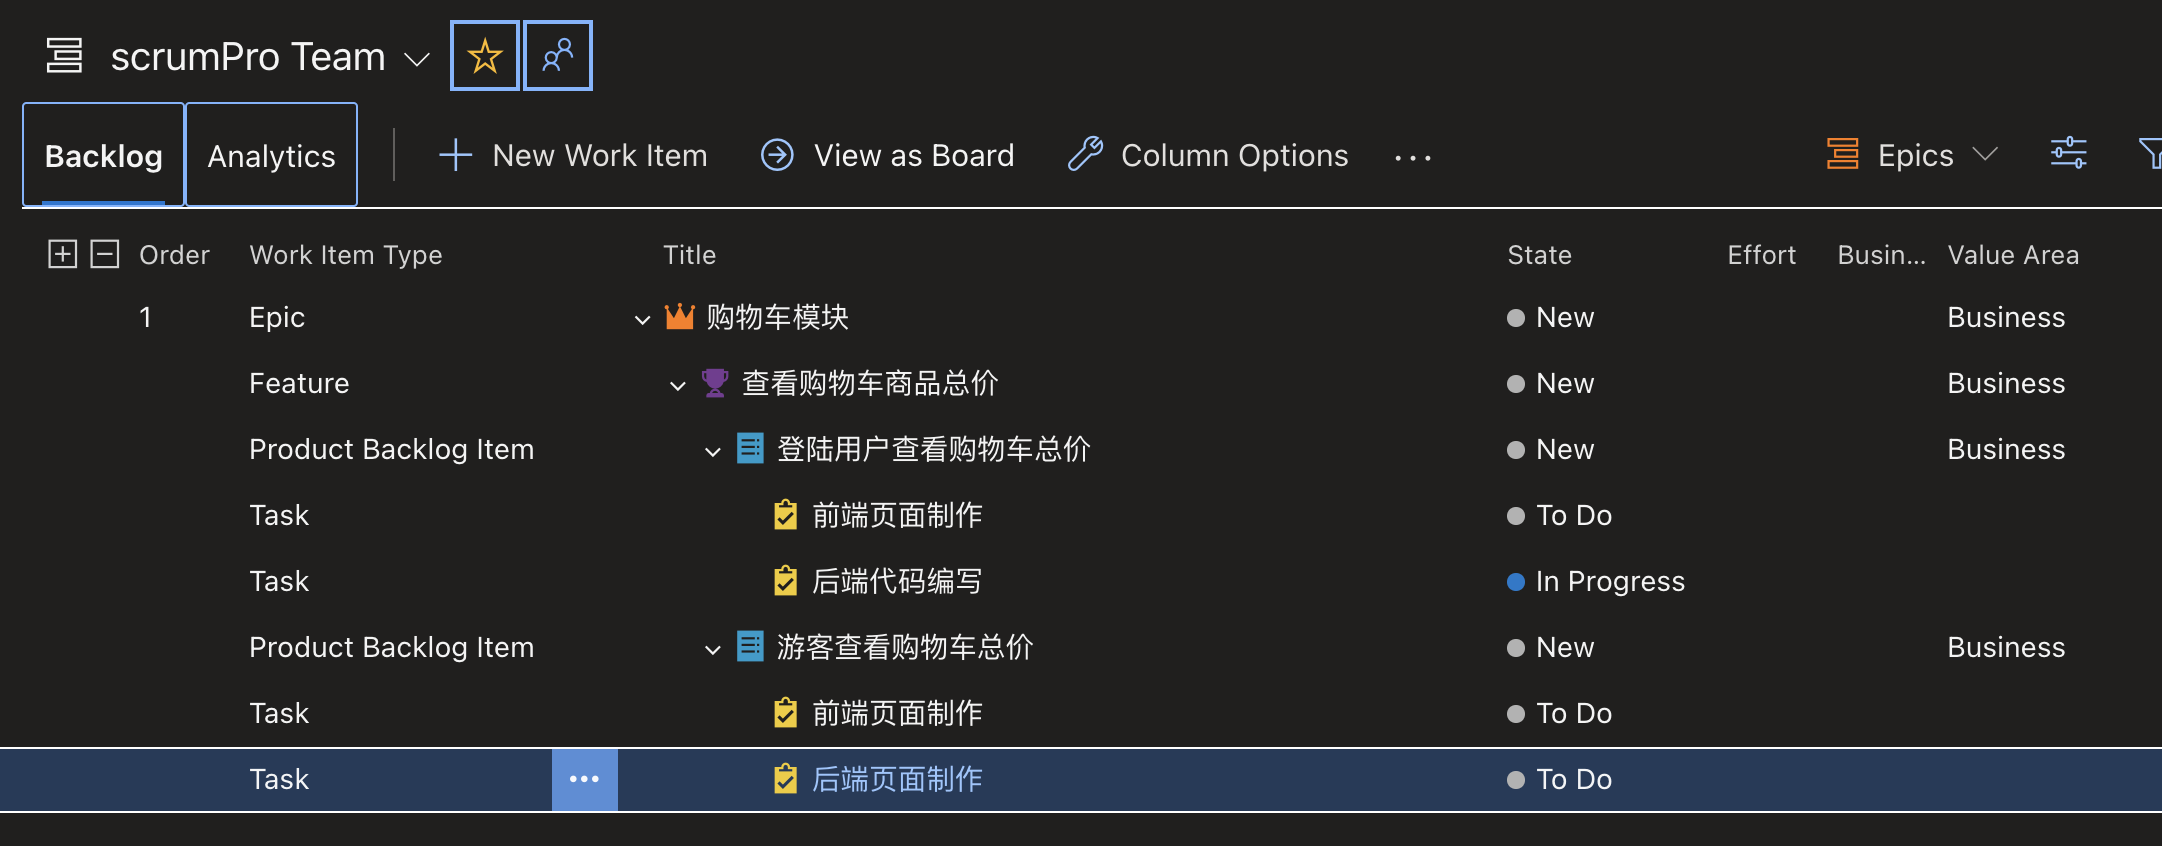 scrumPro Team
Backlog Analytics New Work Item View as Board Column Options Epics
Order Work Item Type Title State Effort Busin... Value Area
1 Epic 购物车模块 New Business
Feature 查看购物车商品总价 New Business
Product Backlog Item 登陆用户查看购物车总价 New Business
Task 前端页面制作 To Do
Task 后端代码编写 In Progress
Product Backlog Item 游客查看购物车总价 New Business
Task 前端页面制作 To Do
Task 后端页面制作 To Do